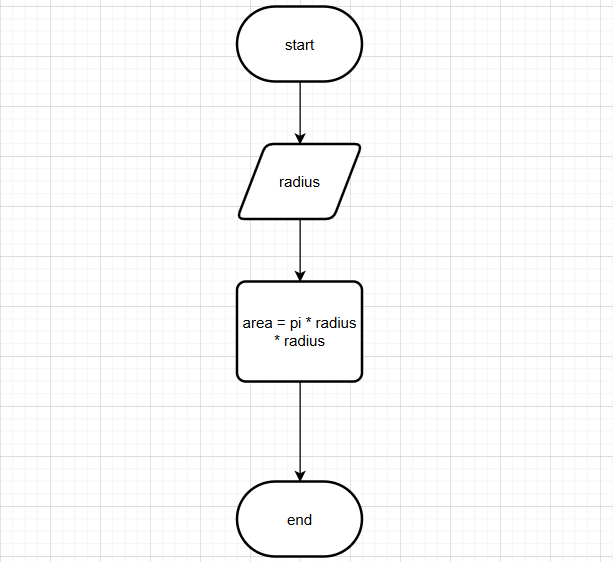 start
radius
area = pi * radius
* radius
end